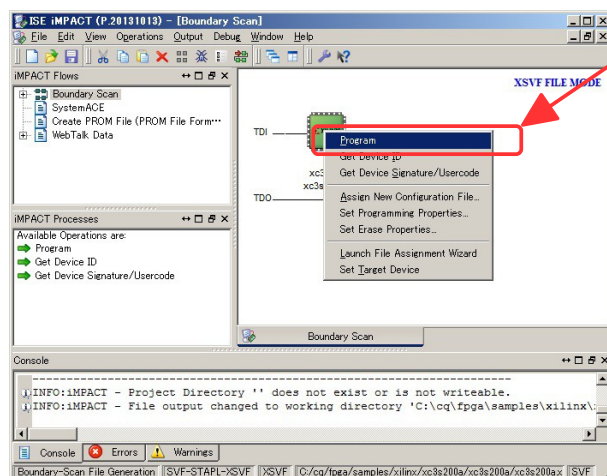 ISE iMPACT (P.20131013) - [Boundary Scan]
File Edit View Operations Output Debug Window Help
iMPACT Flows
Boundary Scan
SystemACE
Create PROM File (PROM File Form...
WebTalk Data
XSVF FILE MODE
TDI
TDO
Program
Get Device ID
Get Device Signature/Usercode
Assign New Configuration File...
Set Programming Properties...
Set Erase Properties...
Launch File Assignment Wizard
Set Target Device
iMPACT Processes
Available Operations are:
Program
Get Device ID
Get Device Signature/Usercode
Boundary Scan
Console
INFO:iMPACT - Project Directory '' does not exist or is not writeable.
INFO:iMPACT - File output changed to working directory 'C:\cq\fpga\samples\xilinx\
Console Errors Warnings
Boundary-Scan File Generation SVF-STAPL-XSVF XSVF C:/cq/fpga/samples/xilinx/xc3s200a/xc3s200a/xc3s200a.x SVF